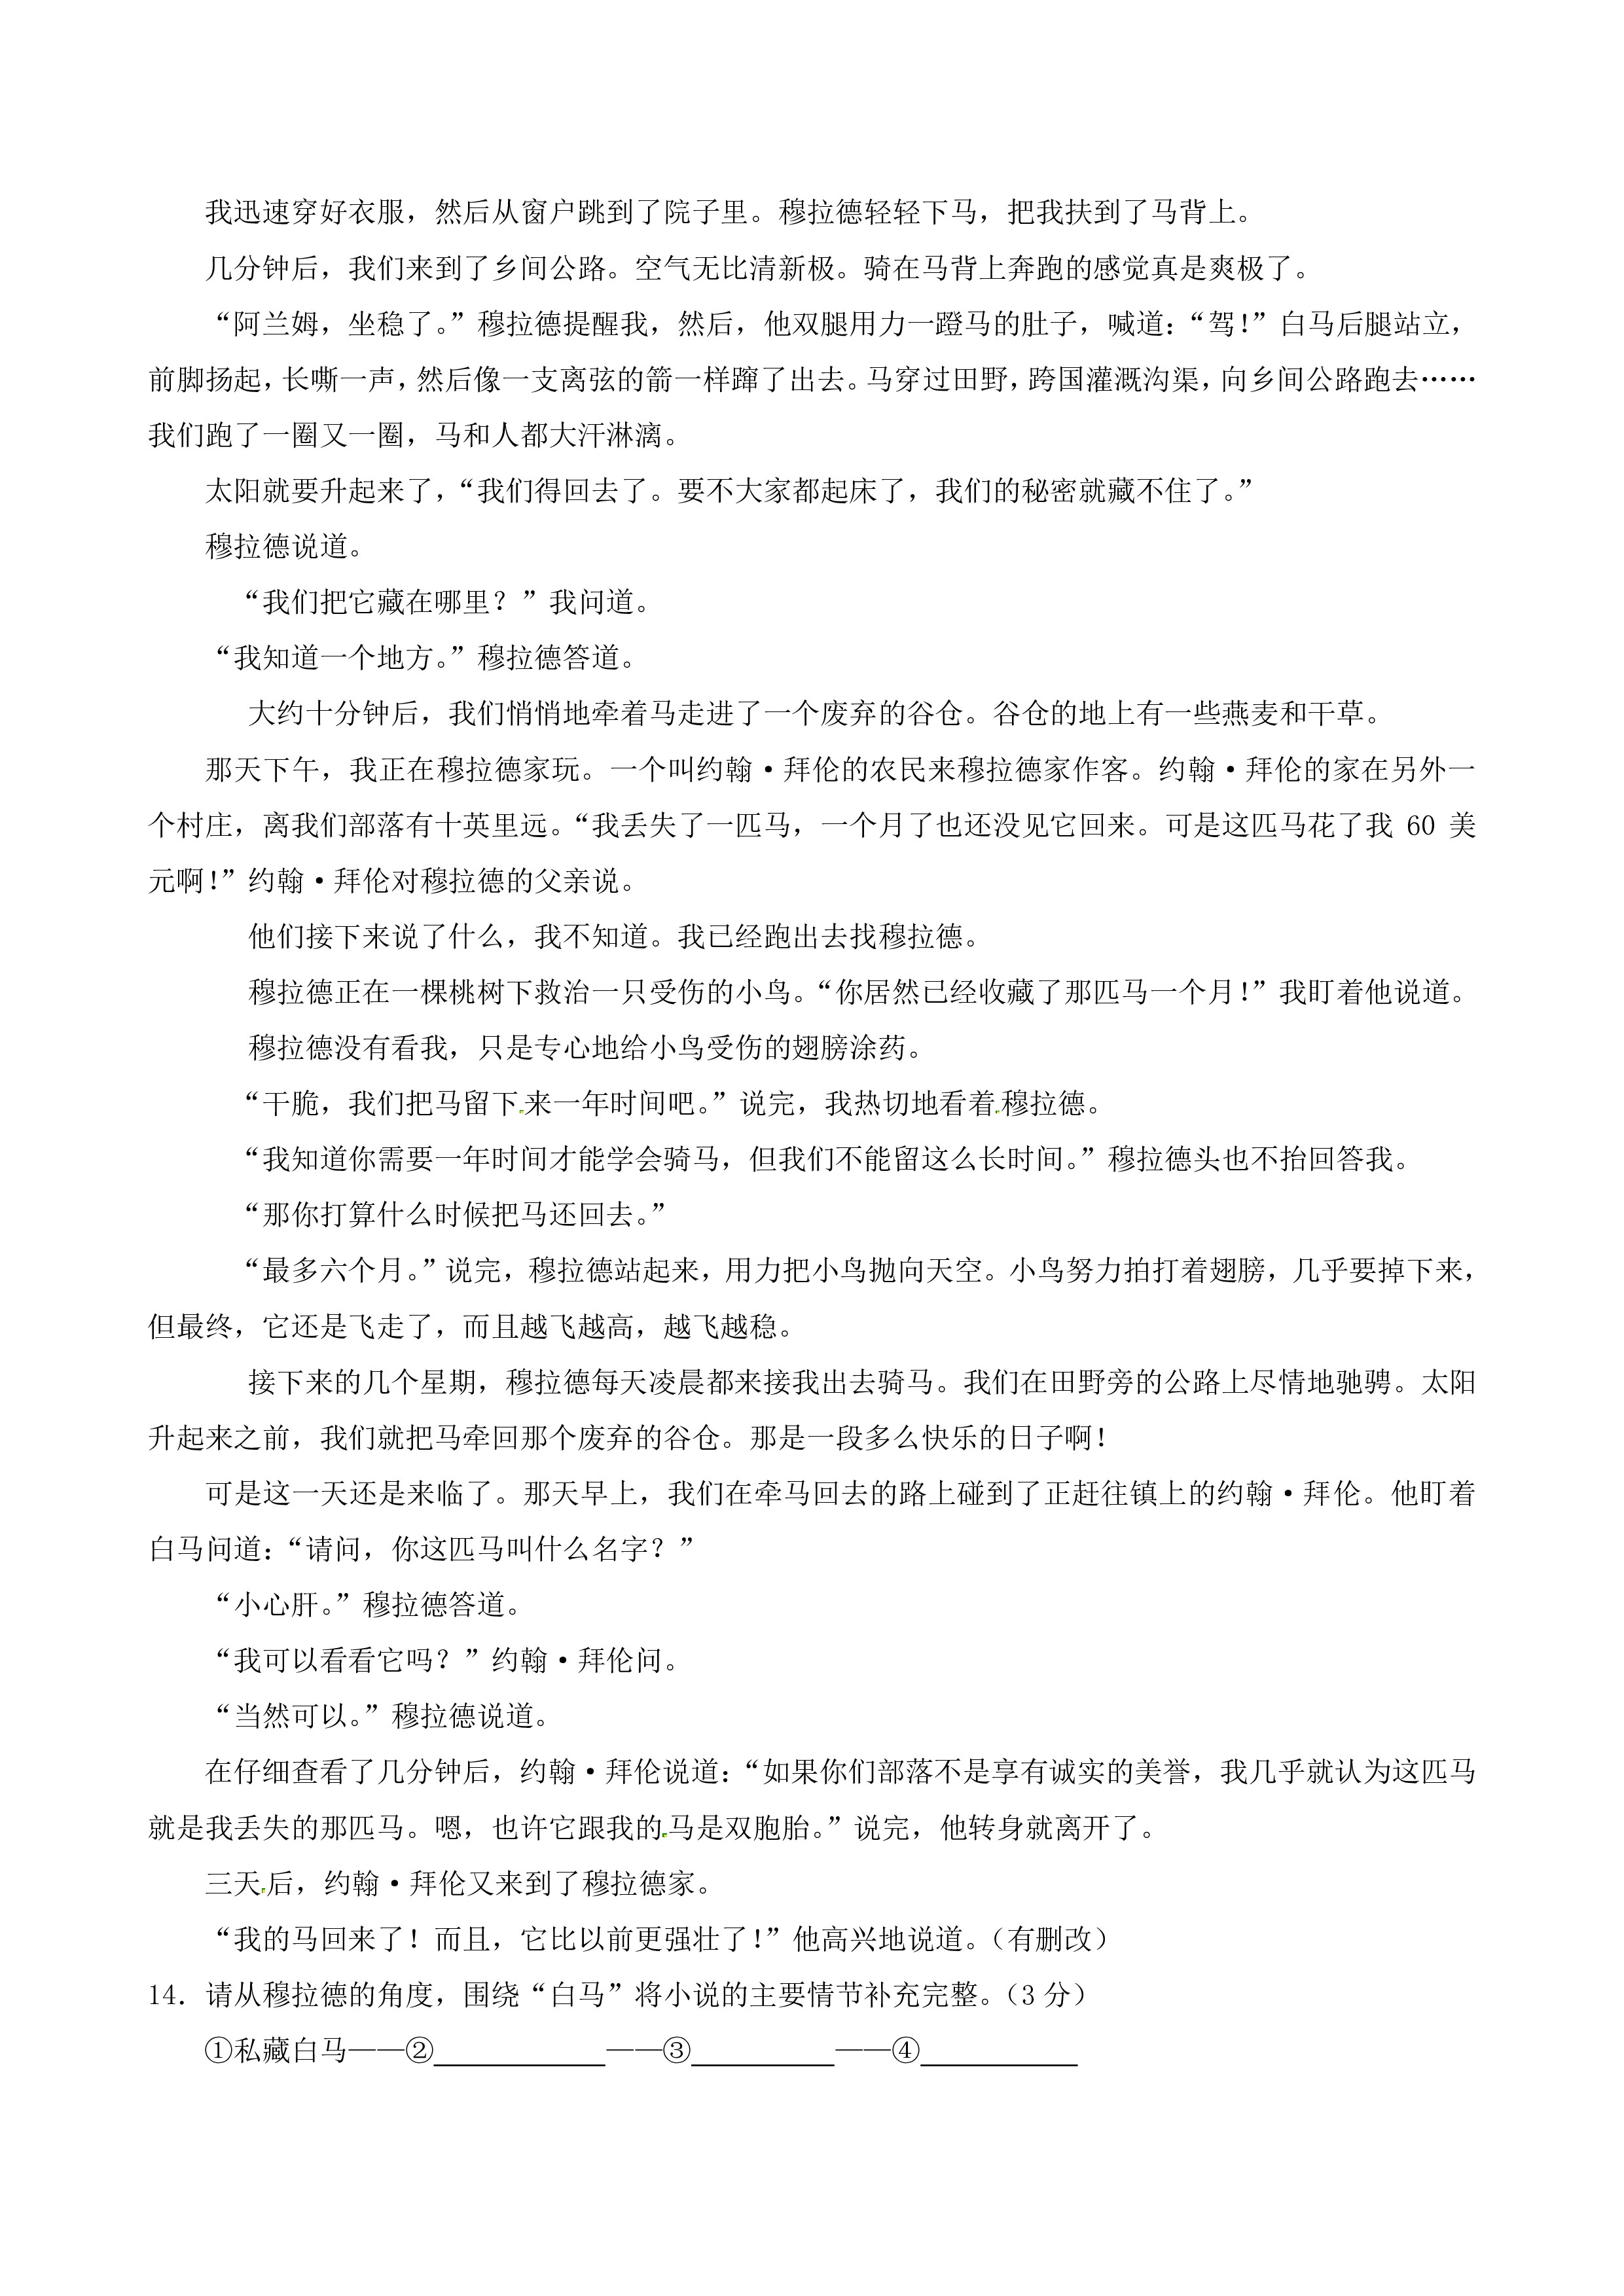 我迅速穿好衣服，然后从窗户跳到了院子里。穆拉德轻轻下马，把我扶到了马背上。
几分钟后，我们来到了乡间公路。空气无比清新极。骑在马背上奔跑的感觉真是爽极了。
“阿兰姆，坐稳了。”穆拉德提醒我，然后，他双腿用力一蹬马的肚子，喊道：“驾！”白马后腿站立，
前脚扬起，长嘶一声，然后像一支离弦的箭一样蹿了出去。马穿过田野，跨国灌溉沟渠，向乡间公路跑去……
我们跑了一圈又一圈，马和人都大汗淋漓。
太阳就要升起来了，“我们得回去了。要不大家都起床了，我们的秘密就藏不住了。”
穆拉德说道。
“我们把它藏在哪里？”我问道。
“我知道一个地方。”穆拉德答道。
大约十分钟后，我们悄悄地牵着马走进了一个废弃的谷仓。谷仓的地上有一些燕麦和干草。
那天下午，我正在穆拉德家玩。一个叫约翰·拜伦的农民来穆拉德家作客。约翰·拜伦的家在另外一
个村庄，离我们部落有十英里远。“我丢失了一匹马，一个月了也还没见它回来。可是这匹马花了我 60 美
元啊！”约翰·拜伦对穆拉德的父亲说。
他们接下来说了什么，我不知道。我已经跑出去找穆拉德。
穆拉德正在一棵桃树下救治一只受伤的小鸟。“你居然已经收藏了那匹马一个月！”我盯着他说道。
穆拉德没有看我，只是专心地给小鸟受伤的翅膀涂药。
“干脆，我们把马留下来一年时间吧。”说完，我热切地看着穆拉德。
“我知道你需要一年时间才能学会骑马，但我们不能留这么长时间。”穆拉德头也不抬回答我。
“那你打算什么时候把马还回去。”
“最多六个月。”说完，穆拉德站起来，用力把小鸟抛向天空。小鸟努力拍打着翅膀，几乎要掉下来，
但最终，它还是飞走了，而且越飞越高，越飞越稳。
接下来的几个星期，穆拉德每天凌晨都来接我出去骑马。我们在田野旁的公路上尽情地驰骋。太阳
升起来之前，我们就把马牵回那个废弃的谷仓。那是一段多么快乐的日子啊！
可是这一天还是来临了。那天早上，我们在牵马回去的路上碰到了正赶往镇上的约翰·拜伦。他盯着
白马问道：“请问，你这匹马叫什么名字？”
“小心肝。”穆拉德答道。
“我可以看看它吗？”约翰·拜伦问。
“当然可以。”穆拉德说道。
在仔细查看了几分钟后，约翰·拜伦说道：“如果你们部落不是享有诚实的美誉，我几乎就认为这匹马
就是我丢失的那匹马。嗯，也许它跟我的马是双胞胎。”说完，他转身就离开了。
三天后，约翰·拜伦又来到了穆拉德家。
“我的马回来了！而且，它比以前更强壮了！”他高兴地说道。（有删改）
14．请从穆拉德的角度，围绕“白马”将小说的主要情节补充完整。（3 分）
①私藏白马——②____________——③__________——④___________